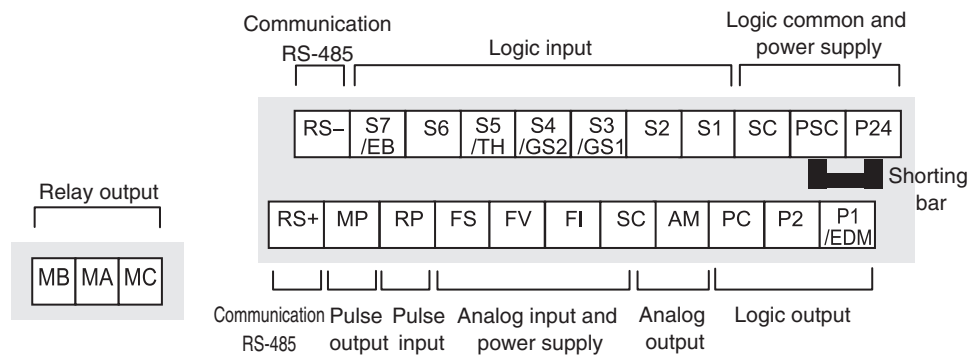 Communication
RS-485
Logic input
Logic common and
power supply
RS– S7/EB S6 S5/TH S4/GS2 S3/GS1 S2 S1 SC PSC P24
Shorting
bar
Relay output
RS+ MP RP FS FV FI SC AM PC P2 P1/EDM
MB MA MC
Communication
RS-485
Pulse
output
Pulse
input
Analog input and
power supply
Analog
output
Logic output